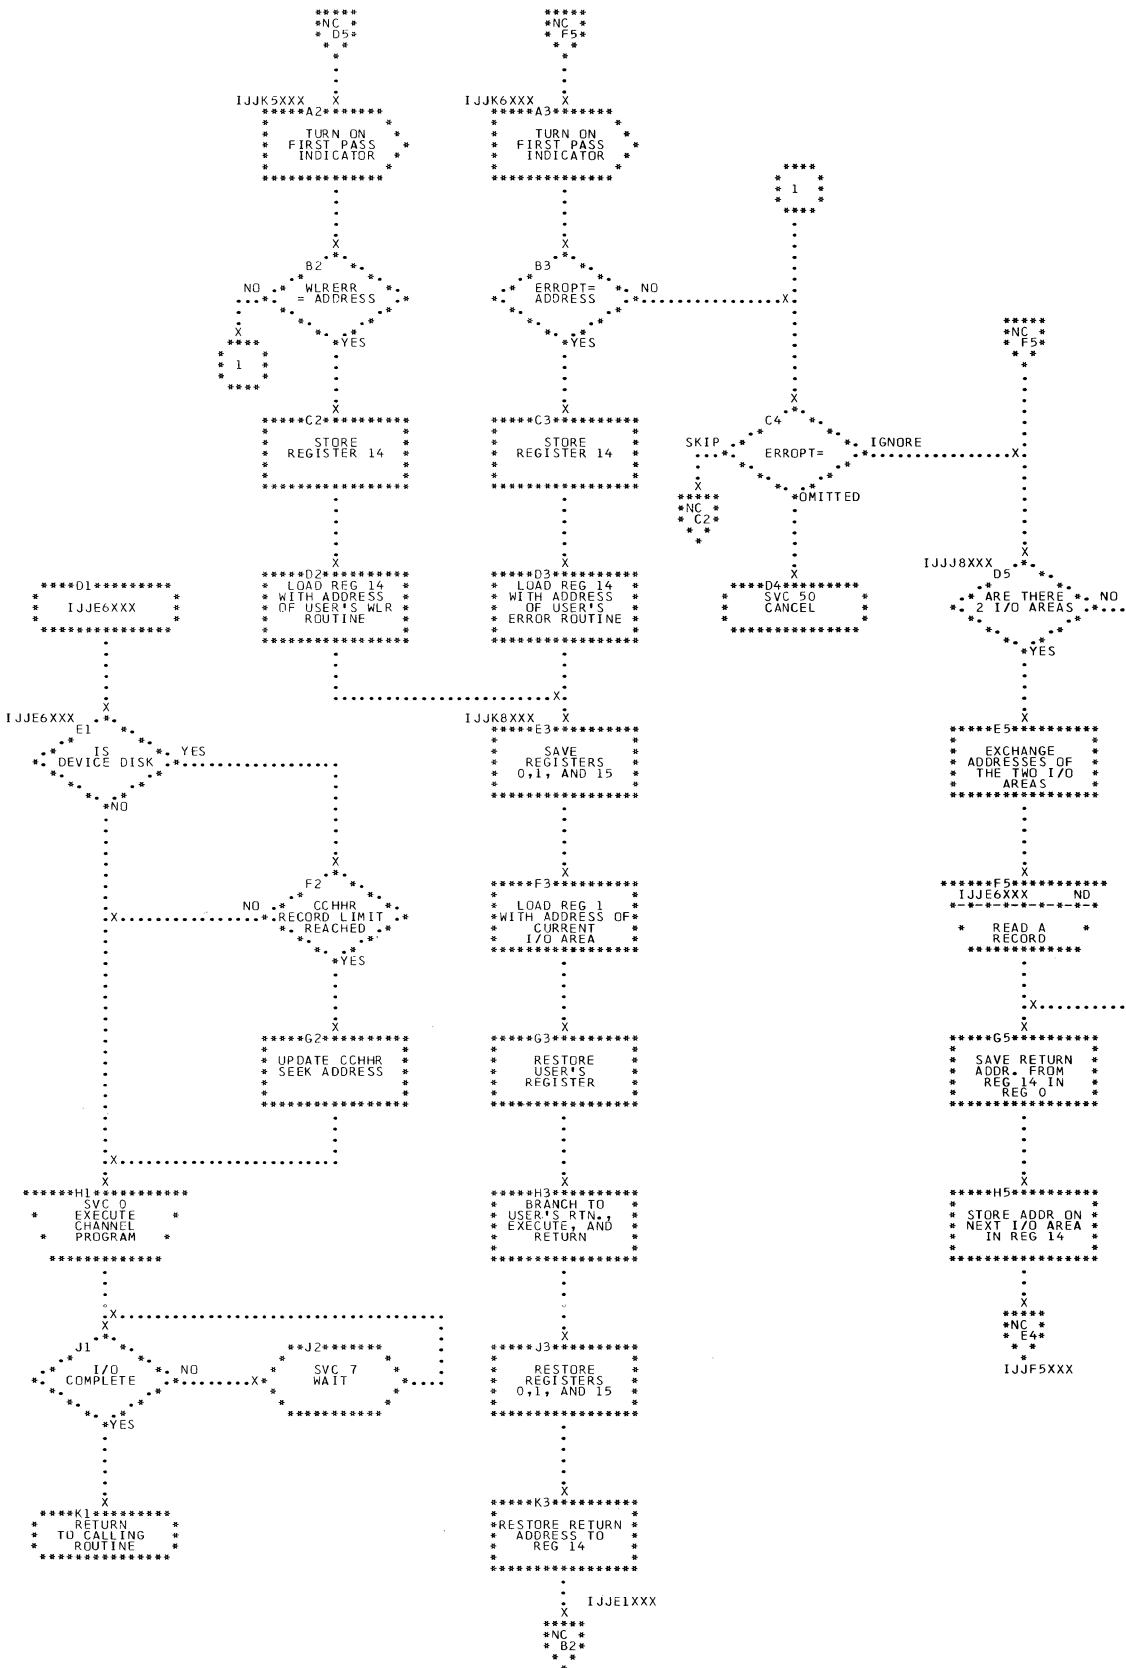 NC
D5
NC
F5
IJJK5XXX
A2
TURN ON
FIRST PASS
INDICATOR
IJJK6XXX
A3
TURN ON
FIRST PASS
INDICATOR
1
B2
WLRERR
= ADDRESS
NO
YES
1
B3
ERROPT=
ADDRESS
NO
YES
NC
F5
C2
STORE
REGISTER 14
C3
STORE
REGISTER 14
C4
ERROPT=
SKIP
IGNORE
OMITTED
NC
C2
D1
IJJE6XXX
D2
LOAD REG 14
WITH ADDRESS
OF USER'S WLR
ROUTINE
D3
LOAD REG 14
WITH ADDRESS
OF USER'S
ERROR ROUTINE
D4
SVC 50
CANCEL
IJJJ8XXX
D5
ARE THERE
2 I/O AREAS
NO
YES
IJJE6XXX
E1
IS
DEVICE DISK
YES
NO
IJJK8XXX
E3
SAVE
REGISTERS
0,1, AND 15
E5
EXCHANGE
ADDRESSES OF
THE TWO I/O
AREAS
F2
CCHHR
RECORD LIMIT
REACHED
NO
YES
F3
LOAD REG 1
WITH ADDRESS OF
CURRENT
I/O AREA
F5
IJJE6XXX ND
READ A
RECORD
G2
UPDATE CCHHR
SEEK ADDRESS
G3
RESTORE
USER'S
REGISTER
G5
SAVE RETURN
ADDR. FROM
REG 14 IN
REG 0
H1
SVC 0
EXECUTE
CHANNEL
PROGRAM
H3
BRANCH TO
USER'S RTN.,
EXECUTE, AND
RETURN
H5
STORE ADDR ON
NEXT I/O AREA
IN REG 14
NC
E4
IJJF5XXX
J1
I/O
COMPLETE
NO
YES
J2
SVC 7
WAIT
J3
RESTORE
REGISTERS
0,1, AND 15
K1
RETURN
TO CALLING
ROUTINE
K3
RESTORE RETURN
ADDRESS TO
REG 14
IJJE1XXX
NC
B2